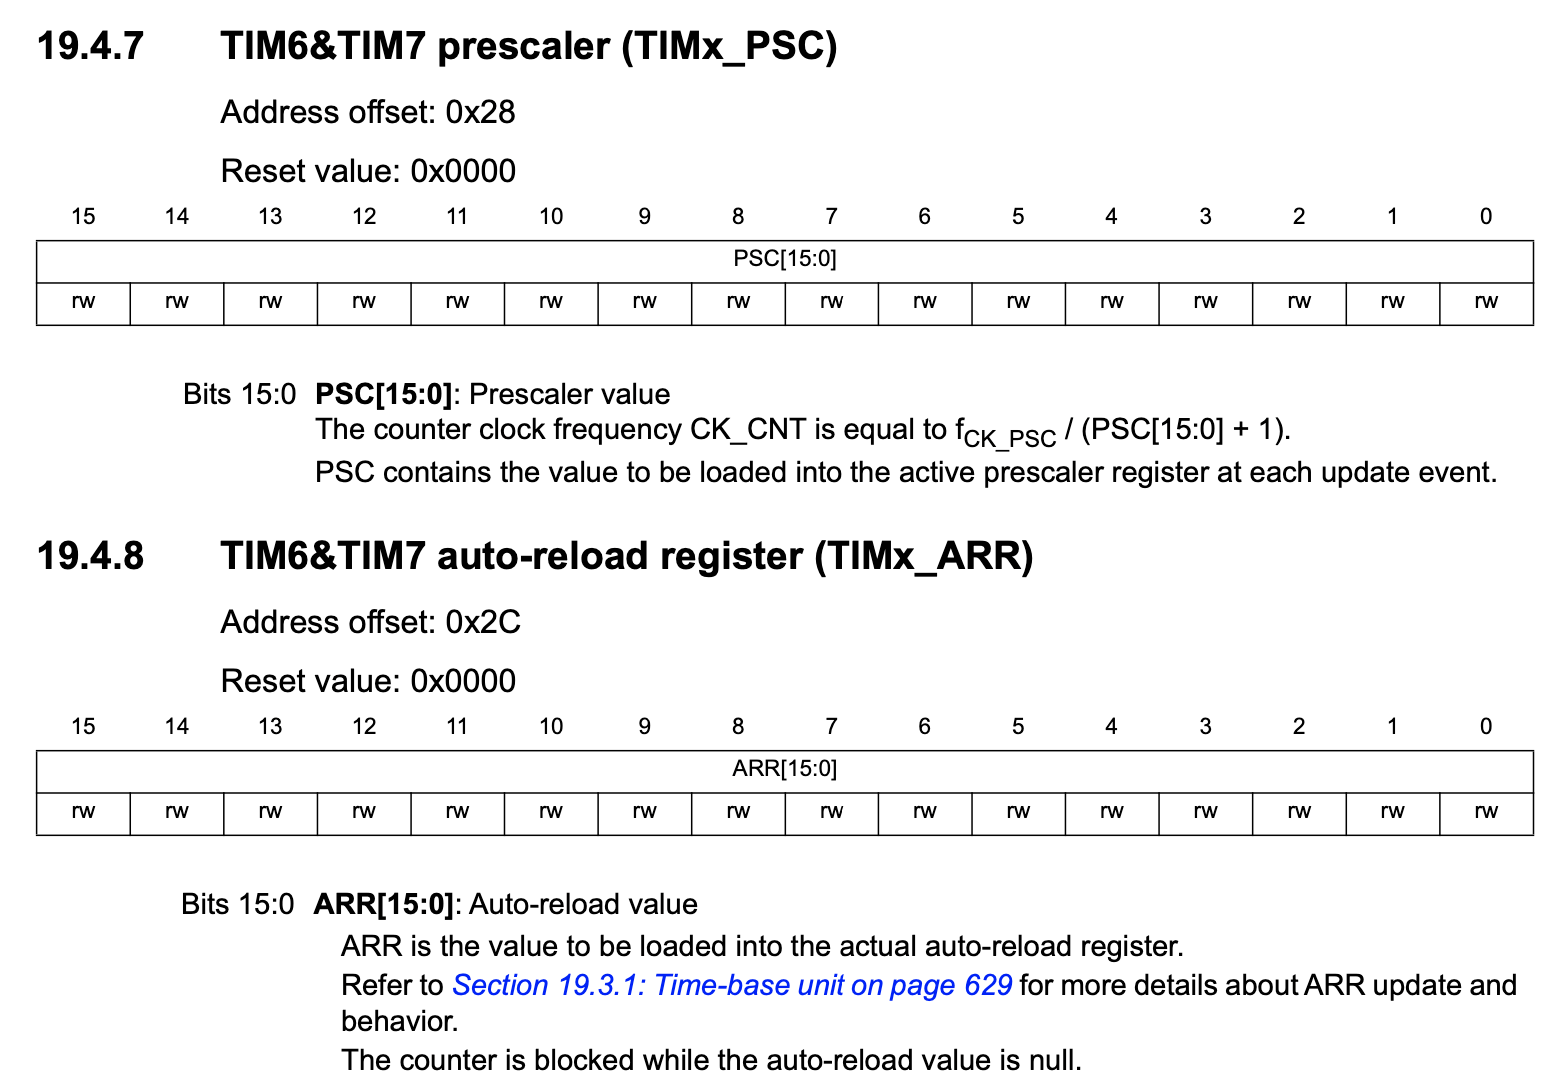 19.4.7 TIM6&TIM7 prescaler (TIMx_PSC)
Address offset: 0x28
Reset value: 0x0000
15 14 13 12 11 10 9 8 7 6 5 4 3 2 1 0
PSC[15:0]
rw rw rw rw rw rw rw rw rw rw rw rw rw rw rw rw
Bits 15:0 PSC[15:0]: Prescaler value
The counter clock frequency CK_CNT is equal to fCK_PSC / (PSC[15:0] + 1).
PSC contains the value to be loaded into the active prescaler register at each update event.
19.4.8 TIM6&TIM7 auto-reload register (TIMx_ARR)
Address offset: 0x2C
Reset value: 0x0000
15 14 13 12 11 10 9 8 7 6 5 4 3 2 1 0
ARR[15:0]
rw rw rw rw rw rw rw rw rw rw rw rw rw rw rw rw
Bits 15:0 ARR[15:0]: Auto-reload value
ARR is the value to be loaded into the actual auto-reload register.
Refer to Section 19.3.1: Time-base unit on page 629 for more details about ARR update and
behavior.
The counter is blocked while the auto-reload value is null.